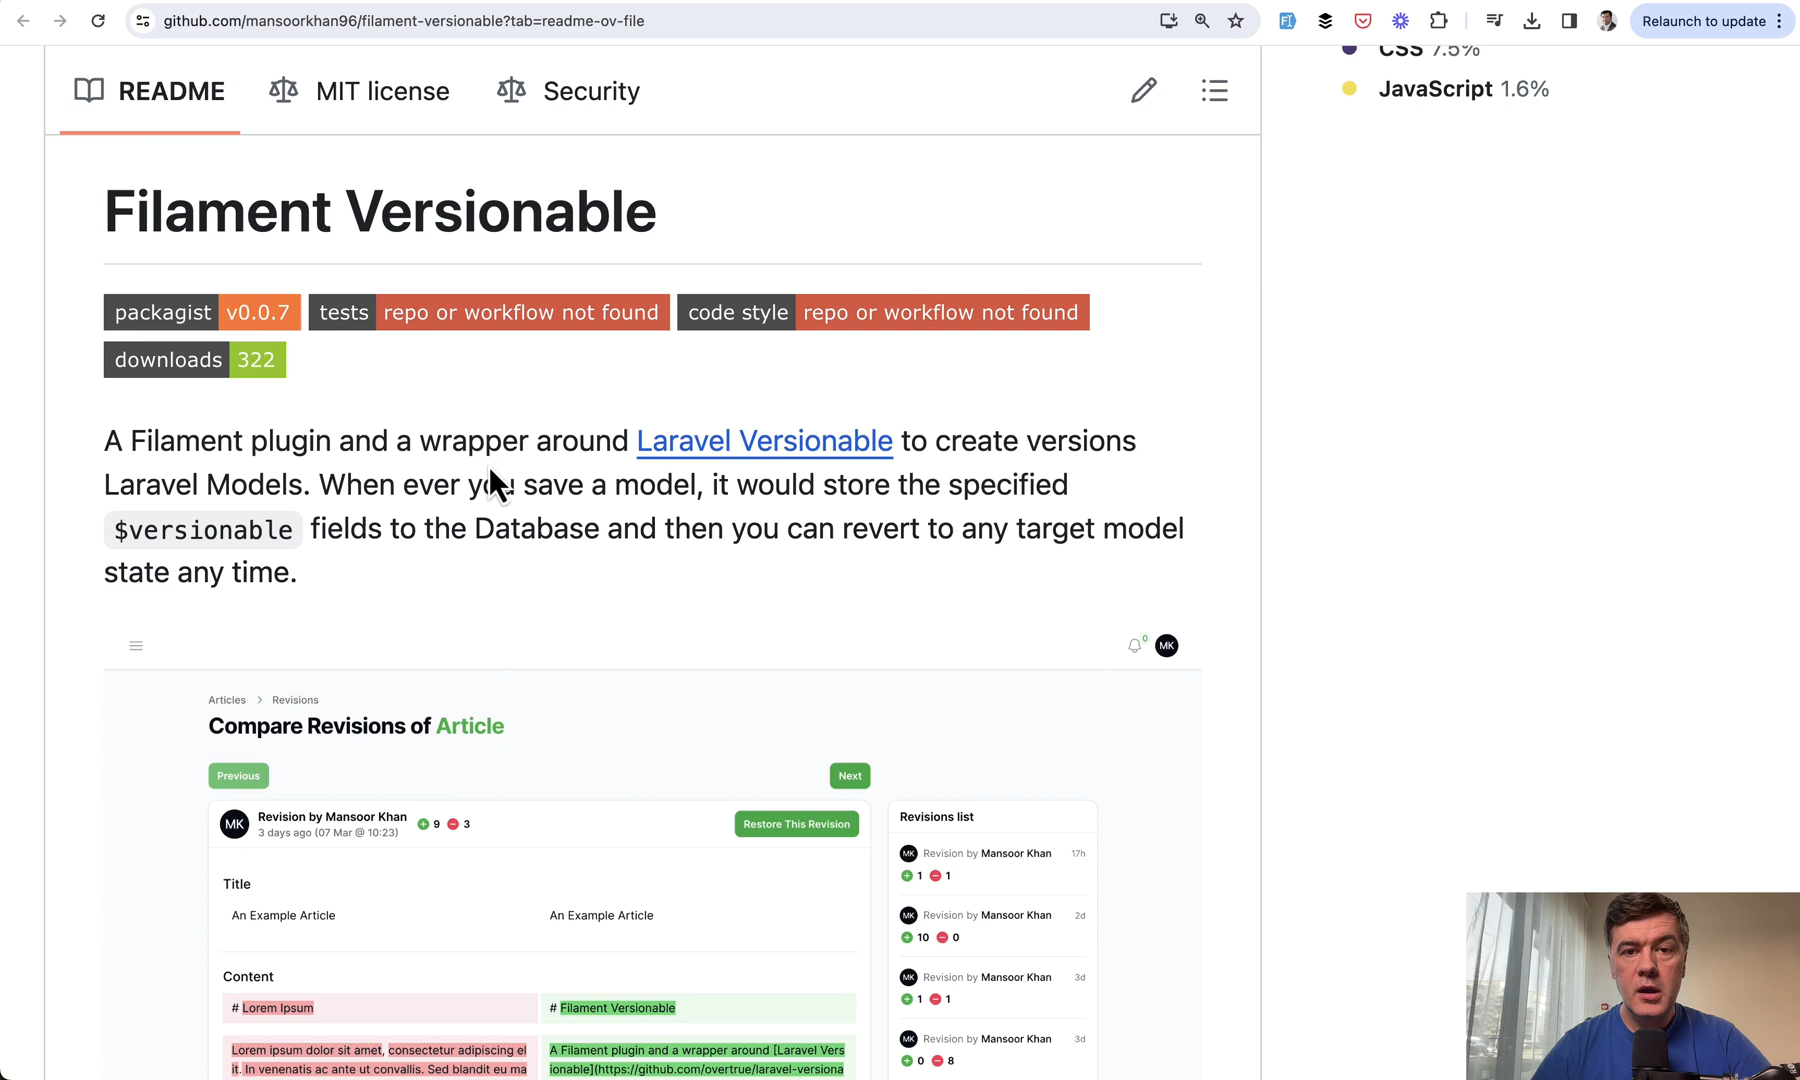 github.com/mansoorkhan96/filament-versionable?tab=readme-ov-file
Relaunch to update
CSS 7.5%
JavaScript 1.6%
README
MIT license
Security
Filament Versionable
packagist v0.0.7
tests repo or workflow not found
code style repo or workflow not found
downloads 322
A Filament plugin and a wrapper around Laravel Versionable to create versions
Laravel Models. When ever you save a model, it would store the specified
$versionable fields to the Database and then you can revert to any target model
state any time.
0
MK
Articles > Revisions
Compare Revisions of Article
Previous
Next
MK
Revision by Mansoor Khan
3 days ago (07 Mar @ 10:23)
9 3
Restore This Revision
Title
An Example Article
An Example Article
Content
# Lorem Ipsum
# Filament Versionable
Lorem ipsum dolor sit amet, consectetur adipiscing el
it. In venenatis ac ante ut convallis. Sed blandit eu ma
A Filament plugin and a wrapper around [Laravel Vers
ionable](https://github.com/overtrue/laravel-versiona
Revisions list
MK Revision by Mansoor Khan 17h
1 1
MK Revision by Mansoor Khan 2d
10 0
MK Revision by Mansoor Khan 3d
1 1
MK Revision by Mansoor Khan 3d
0 8